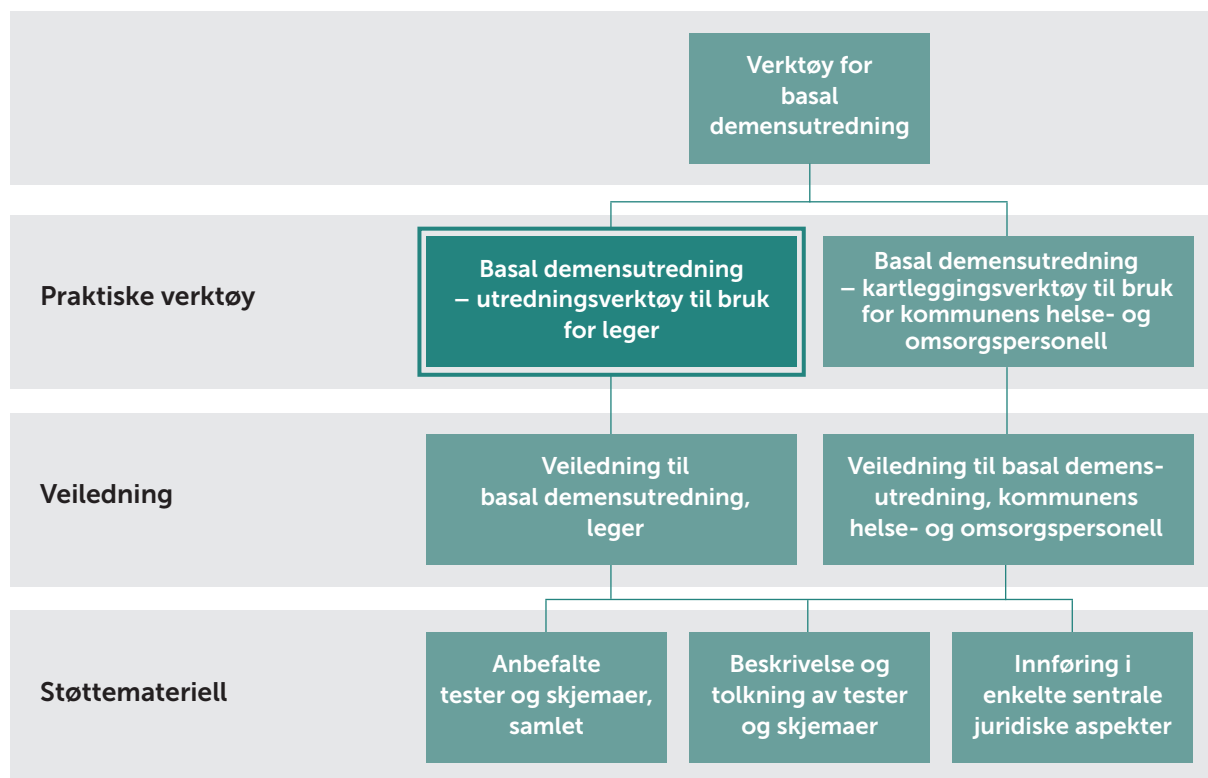 Verktøy for
basal
demensutredning
Praktiske verktøy
Basal demensutredning
– utredningsverktøy til bruk
for leger
Basal demensutredning
– kartleggingsverktøy til bruk
for kommunens helse- og
omsorgspersonell
Veiledning
Veiledning til
basal demensutredning,
leger
Veiledning til basal demens-
utredning, kommunens
helse- og omsorgspersonell
Støttemateriell
Anbefalte
tester og skjemaer,
samlet
Beskrivelse og
tolkning av tester
og skjemaer
Innføring i
enkelte sentrale
juridiske aspekter